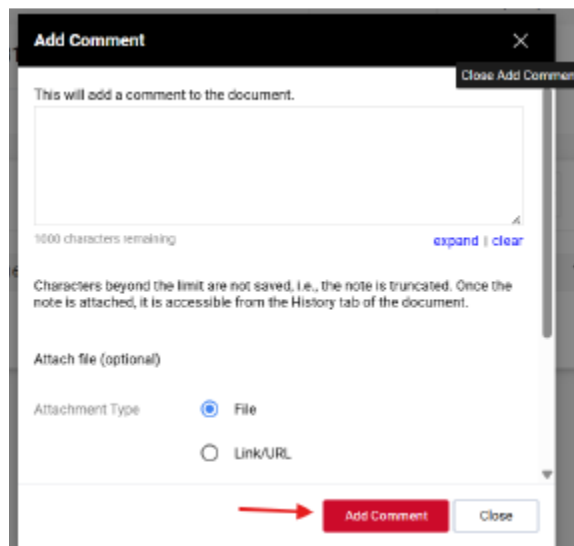 Add Comment
Close Add Commen
This will add a comment to the document.
1000 characters remaining
expand | clear
Characters beyond the limit are not saved, i.e., the note is truncated. Once the
note is attached, it is accessible from the History tab of the document.
Attach file (optional)
Attachment Type
File
Link/URL
Add Comment
Close